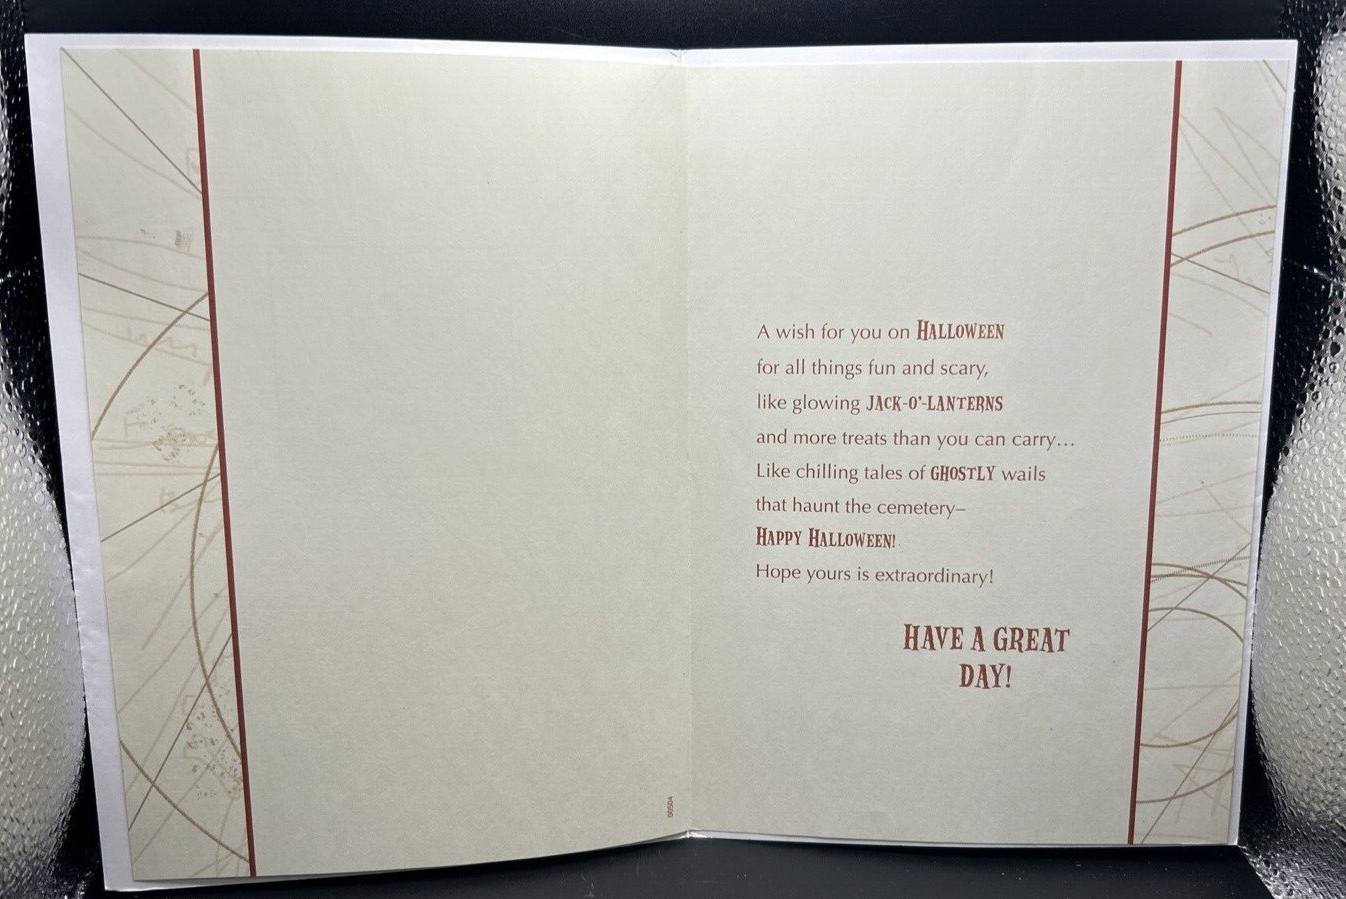 A wish for you on HALLOWEEN
for all things fun and scary,
like glowing JACK-O'-LANTERNS
and more treats than you can carry...
Like chilling tales of GHOSTLY wails
that haunt the cemetery–
HAPPY HALLOWEEN!
Hope yours is extraordinary!
HAVE A GREAT
DAY!